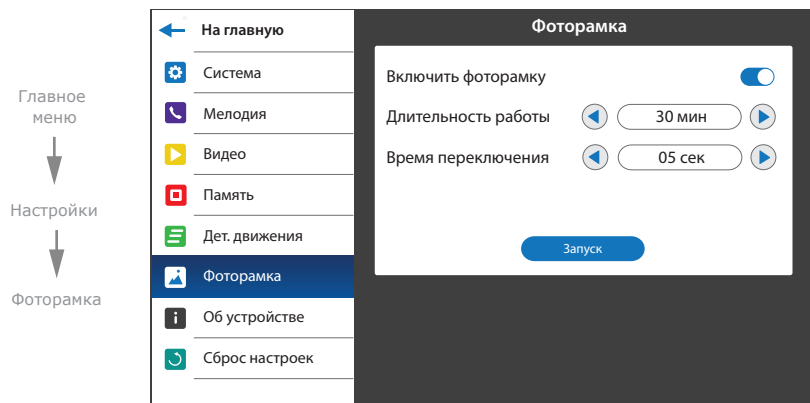 Главное
меню
Настройки
Фоторамка
На главную
Система
Мелодия
Видео
Память
Дет. движения
Фоторамка
Об устройстве
Сброс настроек
Фоторамка
Включить фоторамку
Длительность работы
30 мин
Время переключения
05 сек
Запуск